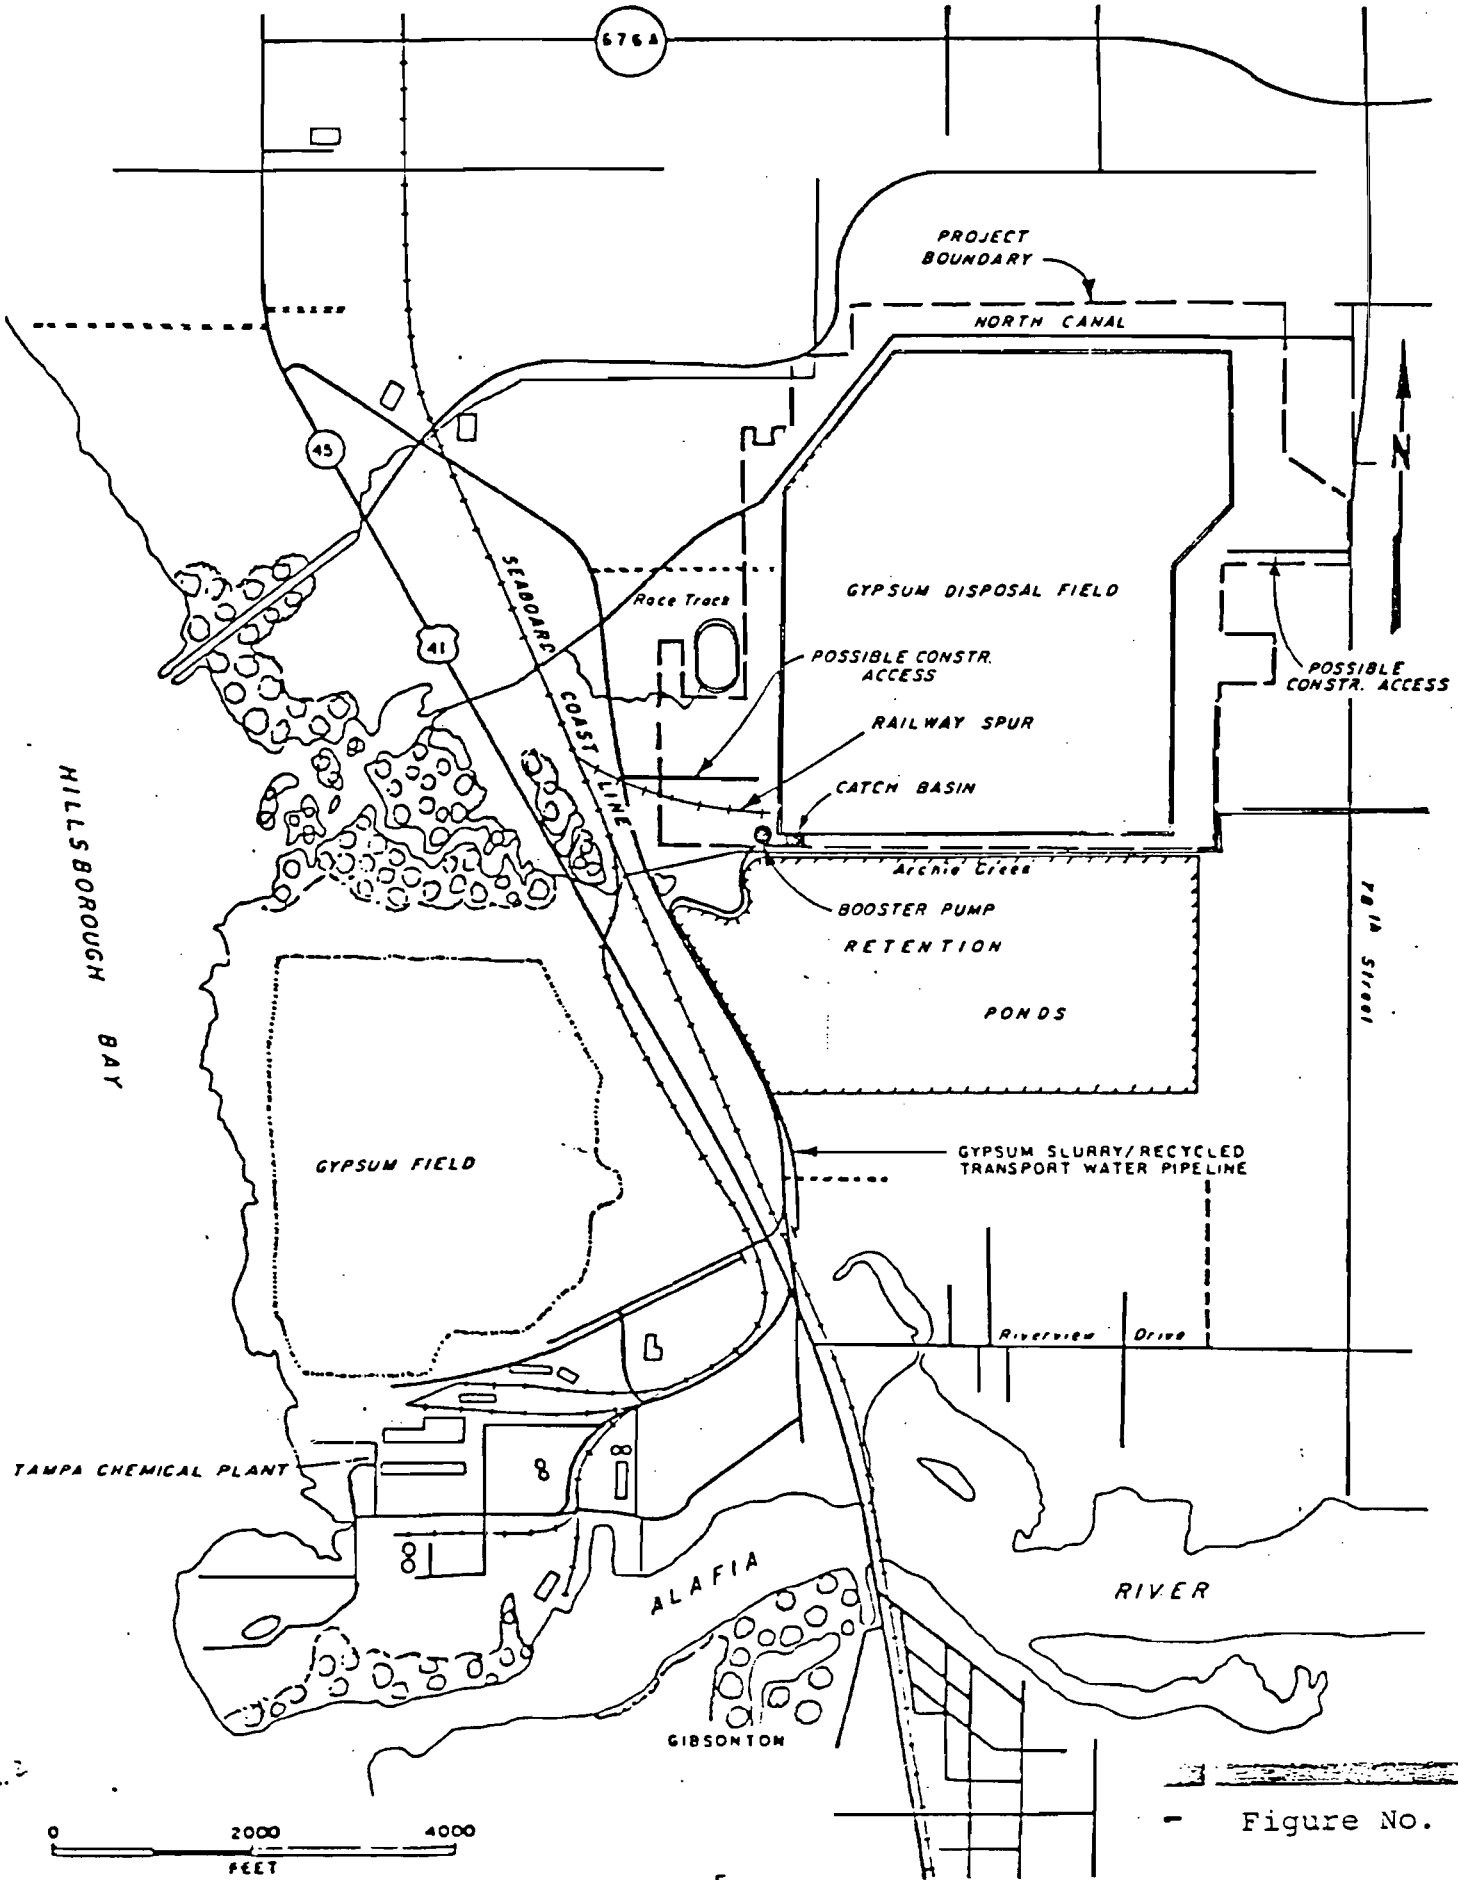 676A
PROJECT
BOUNDARY
NORTH CANAL
45
N
SEABOARD
COAST
LINE
Race Track
GYPSUM DISPOSAL FIELD
41
POSSIBLE CONSTR.
ACCESS
POSSIBLE
CONSTR. ACCESS
RAILWAY SPUR
CATCH BASIN
HILLSBOROUGH BAY
Archie Creek
BOOSTER PUMP
RETENTION
PONDS
Street
GYPSUM FIELD
GYPSUM SLURRY/RECYCLED
TRANSPORT WATER PIPELINE
Riverview Drive
TAMPA CHEMICAL PLANT
ALAFIA
RIVER
GIBSONTON
0 2000 4000
FEET
Figure No.